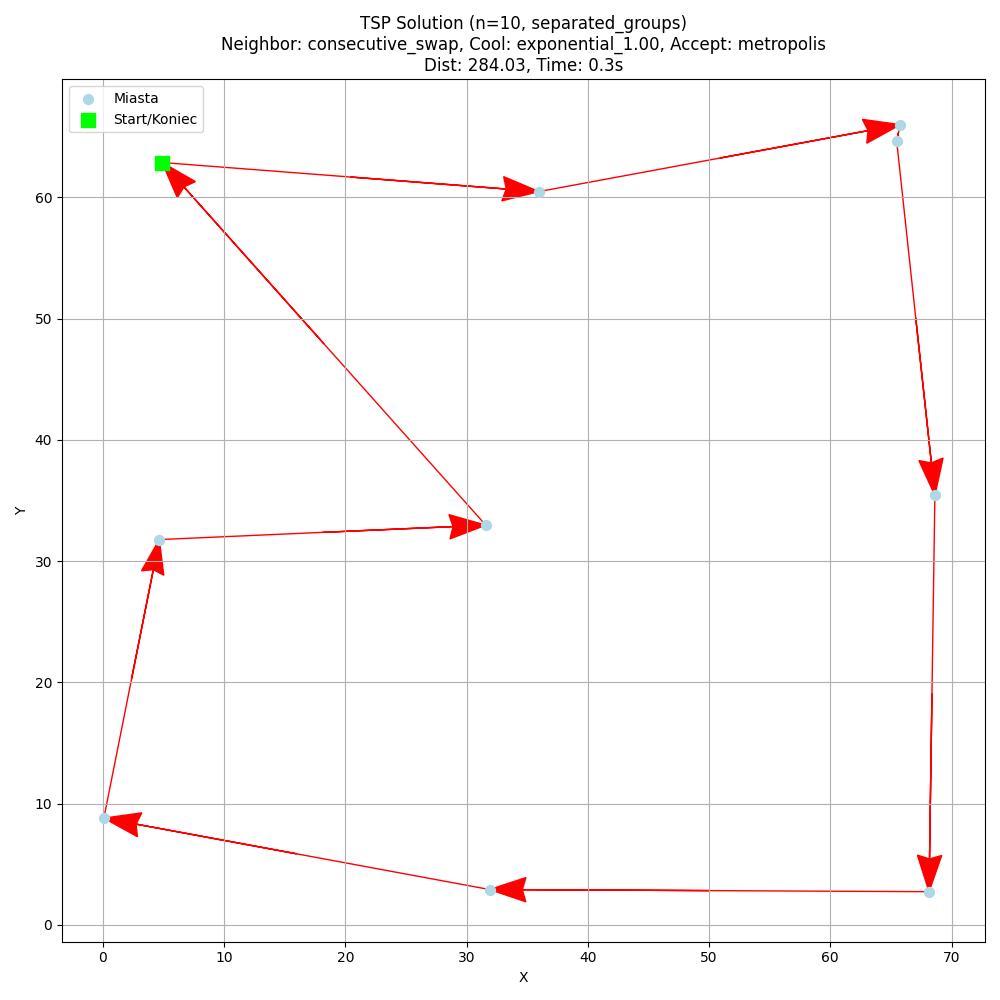 TSP Solution (n=10, separated_groups)
Neighbor: consecutive_swap, Cool: exponential_1.00, Accept: metropolis
Dist: 284.03, Time: 0.3s
Miasta
Start/Koniec
60
50
40
30
20
10
0
Y
0 10 20 30 40 50 60 70
X